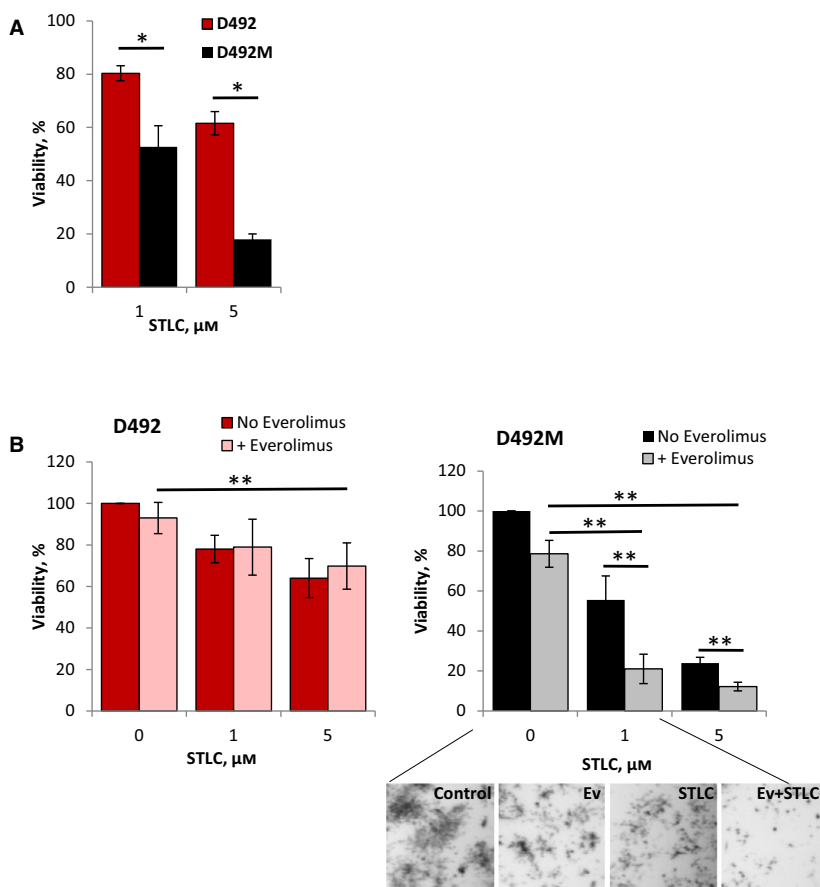 A
D492
D492M
100
80
60
40
20
0
Viability, %
*
*
1
5
STLC, μM
B
D492
No Everolimus
+ Everolimus
120
100
80
60
40
20
0
Viability, %
**
0
1
5
STLC, μM
D492M
No Everolimus
+ Everolimus
120
100
80
60
40
20
0
Viability, %
**
**
**
**
0
1
5
STLC, μM
Control
Ev
STLC
Ev+STLC